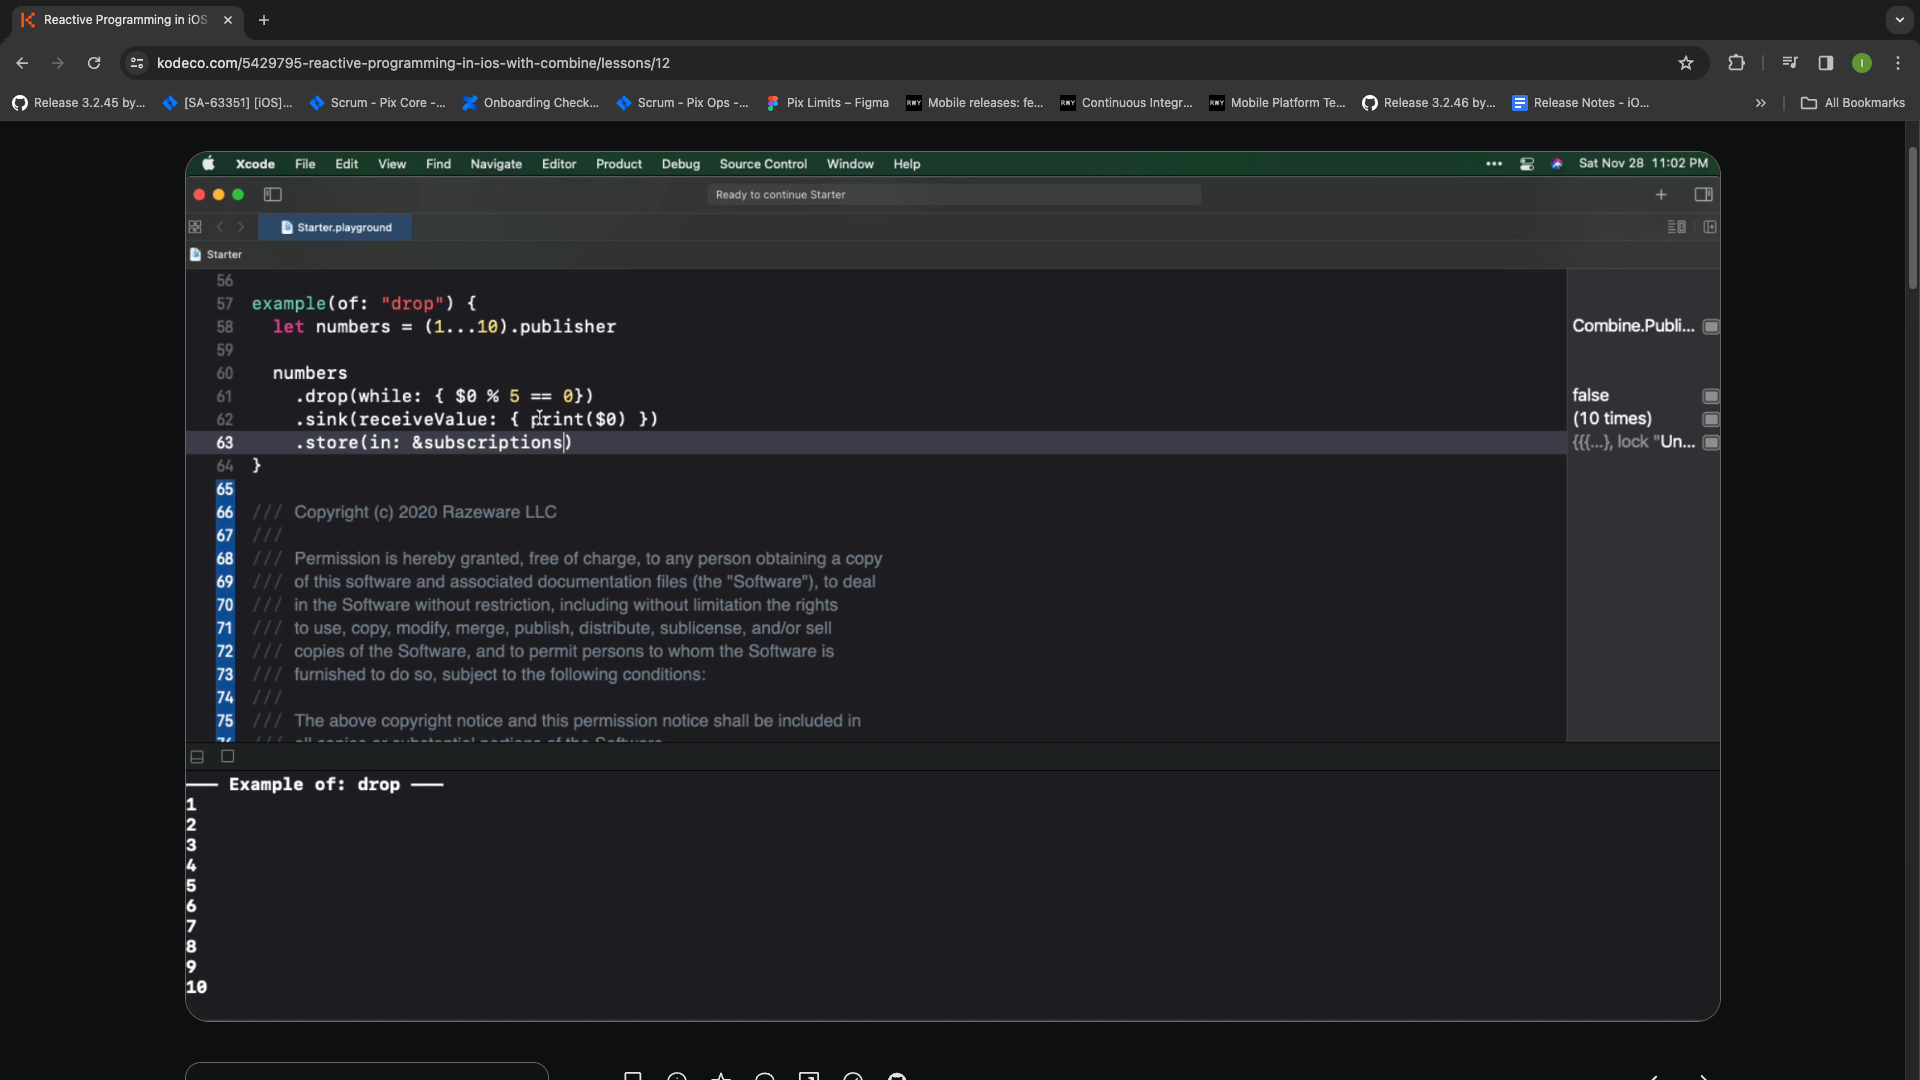 Reactive Programming in iOS
kodeco.com/5429795-reactive-programming-in-ios-with-combine/lessons/12
Release 3.2.45 by... [SA-63351] [iOS]... Scrum - Pix Core -... Onboarding Check... Scrum - Pix Ops -... Pix Limits – Figma Mobile releases: fe... Continuous Integr... Mobile Platform Te... Release 3.2.46 by... Release Notes - iO... » All Bookmarks
Xcode File Edit View Find Navigate Editor Product Debug Source Control Window Help ••• Sat Nov 28 11:02 PM
Ready to continue Starter
Starter.playground
Starter
56
57 example(of: "drop") {
58 let numbers = (1...10).publisher Combine.Publi...
59
60 numbers
61 .drop(while: { $0 % 5 == 0}) false
62 .sink(receiveValue: { print($0) }) (10 times)
63 .store(in: &subscriptions) {{{...}, lock "Un...
64 }
65
66 /// Copyright (c) 2020 Razeware LLC
67 ///
68 /// Permission is hereby granted, free of charge, to any person obtaining a copy
69 /// of this software and associated documentation files (the "Software"), to deal
70 /// in the Software without restriction, including without limitation the rights
71 /// to use, copy, modify, merge, publish, distribute, sublicense, and/or sell
72 /// copies of the Software, and to permit persons to whom the Software is
73 /// furnished to do so, subject to the following conditions:
74 ///
75 /// The above copyright notice and this permission notice shall be included in
76 /// all copies or substantial portions of the Software.
—— Example of: drop ——
1
2
3
4
5
6
7
8
9
10